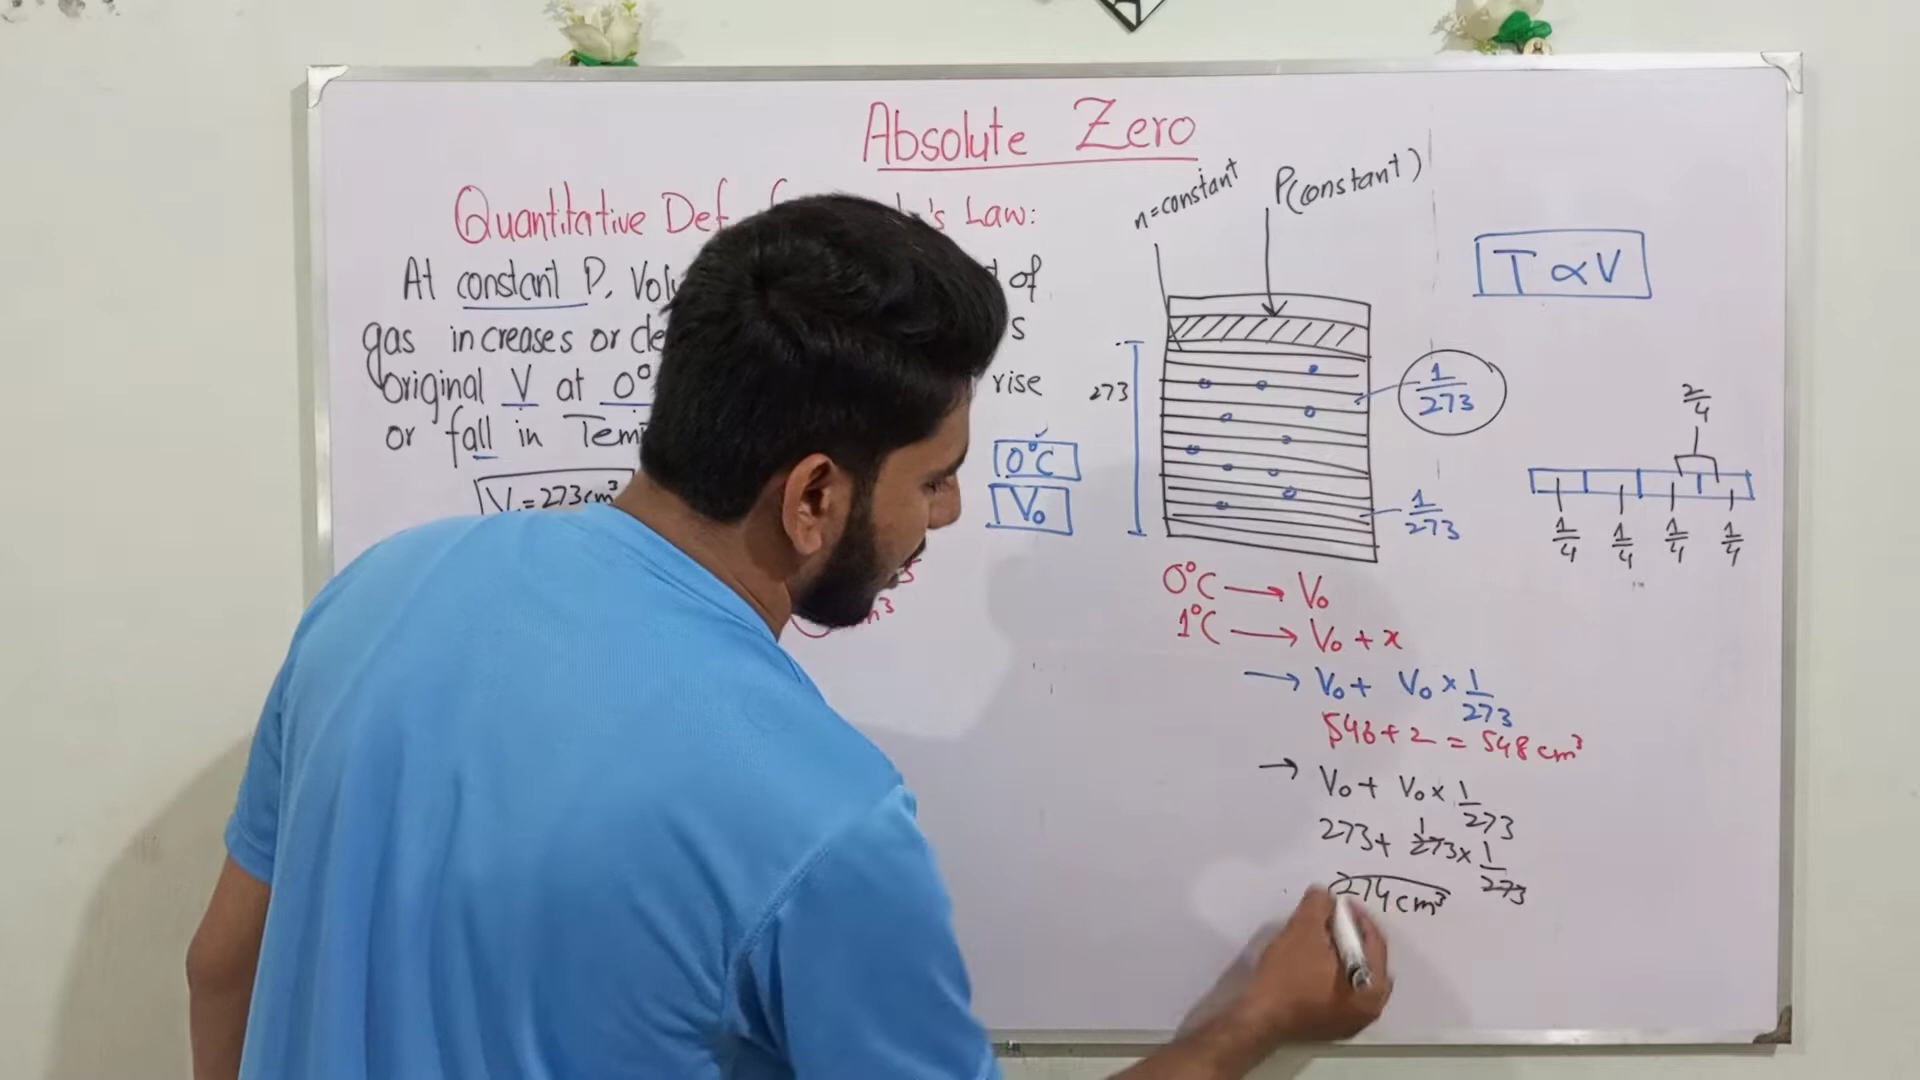 Absolute Zero
Quantitative Def 's Law:
At constant P, of
gas increases or s
original V at 0° rise
or fall in
V = 273cm³
0°C
V₀
n=constant
P(constant)
T ∝ V
273
1/273
1/273
2/4
1/4 1/4 1/4 1/4
0°C → V₀
1°C → V₀ + x
→ V₀ + V₀ × 1/273
546 + 2 = 548 cm³
→ V₀ + V₀ × 1/273
273 + 273 × 1/273
1
274 cm³